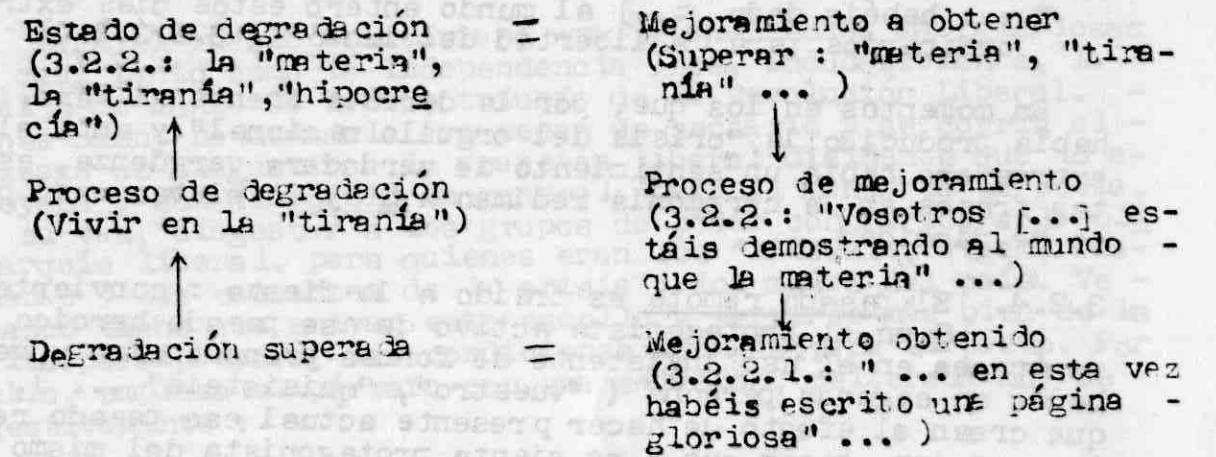 Estado de degradación = Mejoramiento a obtener
(3.2.2.: la "materia", (Superar : "materia", "tira-
la "tiranía","hipocre nía" ... )
cía")
Proceso de degradación Proceso de mejoramiento
(Vivir en la "tiranía") (3.2.2.: "Vosotros [...] es-
táis demostrando al mundo -
que la materia" ...)
Degradación superada = Mejoramiento obtenido
(3.2.2.1.: " ... en esta vez
habéis escrito una página -
gloriosa" ... )